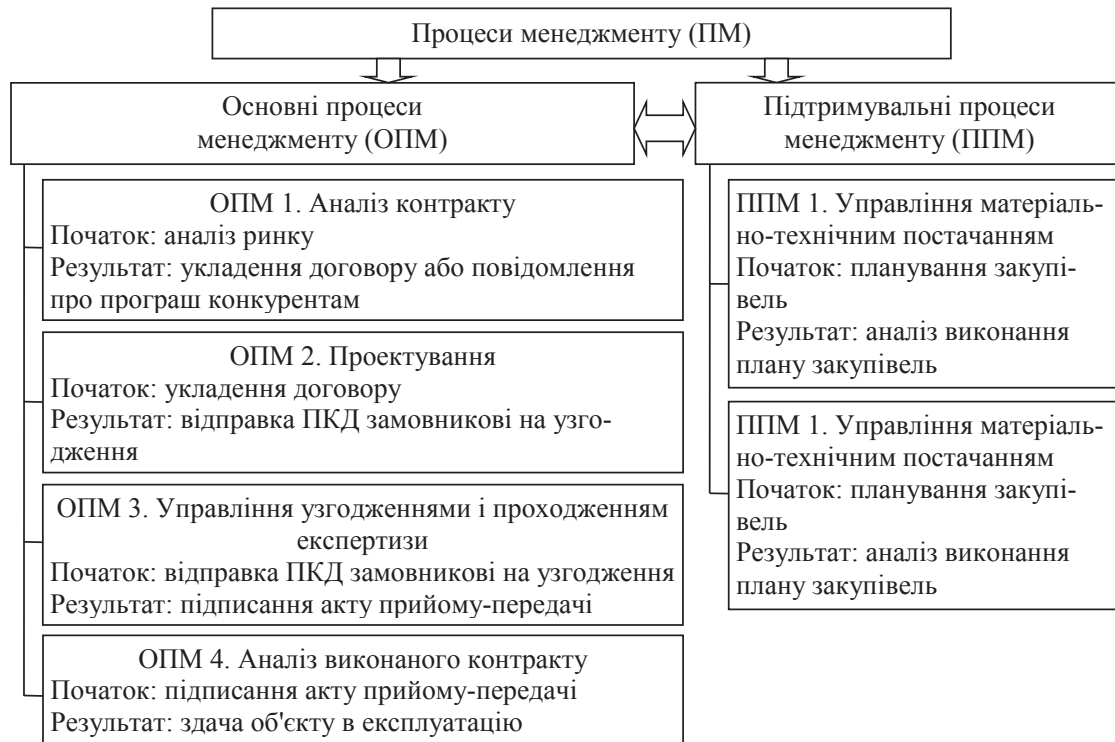 Процеси менеджменту (ПМ)
Основні процеси
менеджменту (ОПМ)
Підтримувальні процеси
менеджменту (ППМ)
ОПМ 1. Аналіз контракту
Початок: аналіз ринку
Результат: укладення договору або повідомлення
про програш конкурентам
ОПМ 2. Проектування
Початок: укладення договору
Результат: відправка ПКД замовникові на узго-
дження
ОПМ 3. Управління узгодженнями і проходженням
експертизи
Початок: відправка ПКД замовникові на узгодження
Результат: підписання акту прийому-передачі
ОПМ 4. Аналіз виконаного контракту
Початок: підписання акту прийому-передачі
Результат: здача об'єкту в експлуатацію
ППМ 1. Управління матеріаль-
но-технічним постачанням
Початок: планування закупі-
вель
Результат: аналіз виконання
плану закупівель
ППМ 1. Управління матеріаль-
но-технічним постачанням
Початок: планування закупі-
вель
Результат: аналіз виконання
плану закупівель